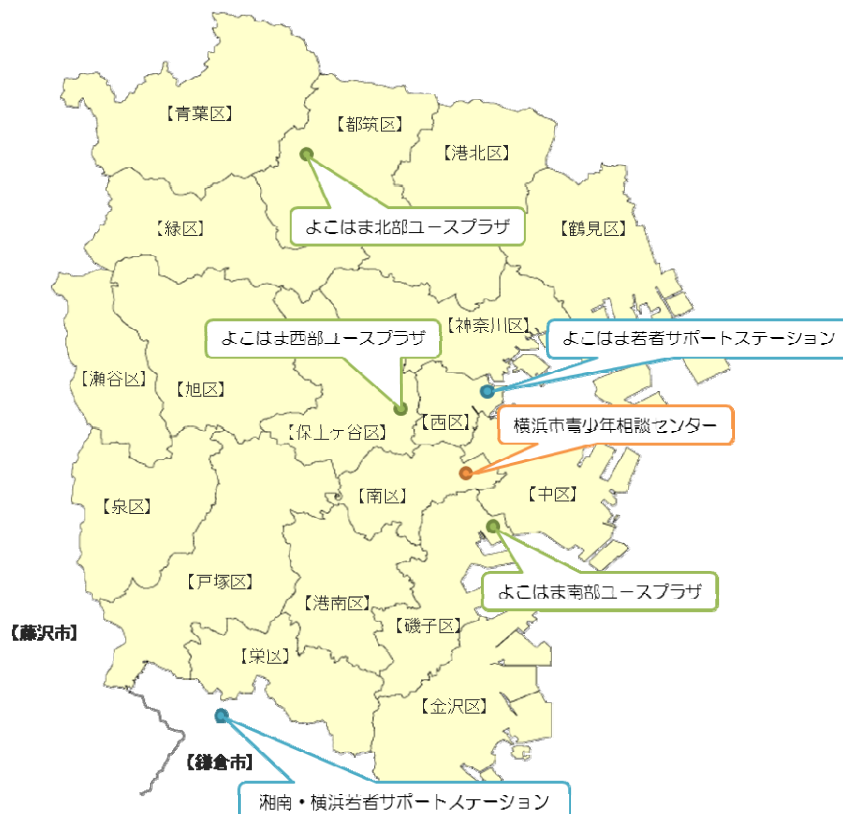 【青葉区】
【都筑区】
【港北区】
よこはま北部ユースプラザ
【緑区】
【鶴見区】
よこはま西部ユースプラザ
【神奈川区】
よこはま若者サポートステーション
【瀬谷区】
【旭区】
【西区】
横浜市青少年相談センター
【保土ヶ谷区】
【南区】
【中区】
【泉区】
【戸塚区】
よこはま南部ユースプラザ
【港南区】
【磯子区】
【藤沢市】
【栄区】
【金沢区】
【鎌倉市】
湘南・横浜若者サポートステーション